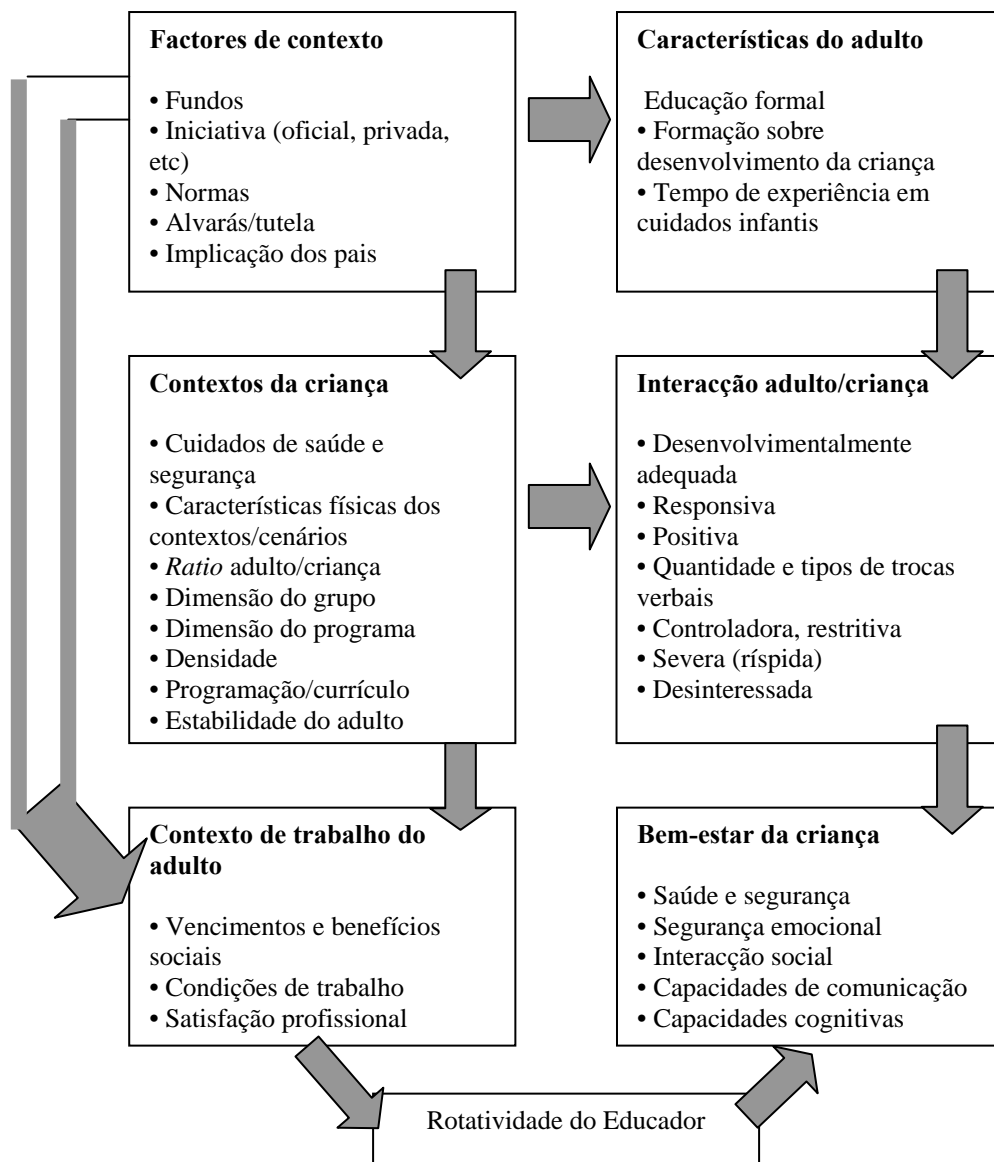 Factores de contexto
• Fundos
• Iniciativa (oficial, privada,
etc)
• Normas
• Alvarás/tutela
• Implicação dos pais
Características do adulto
Educação formal
• Formação sobre
desenvolvimento da criança
• Tempo de experiência em
cuidados infantis
Contextos da criança
• Cuidados de saúde e
segurança
• Características físicas dos
contextos/cenários
• Ratio adulto/criança
• Dimensão do grupo
• Dimensão do programa
• Densidade
• Programação/currículo
• Estabilidade do adulto
Interacção adulto/criança
• Desenvolvimentalmente
adequada
• Responsiva
• Positiva
• Quantidade e tipos de trocas
verbais
• Controladora, restritiva
• Severa (ríspida)
• Desinteressada
Contexto de trabalho do
adulto
• Vencimentos e benefícios
sociais
• Condições de trabalho
• Satisfação profissional
Bem-estar da criança
• Saúde e segurança
• Segurança emocional
• Interacção social
• Capacidades de comunicação
• Capacidades cognitivas
Rotatividade do Educador